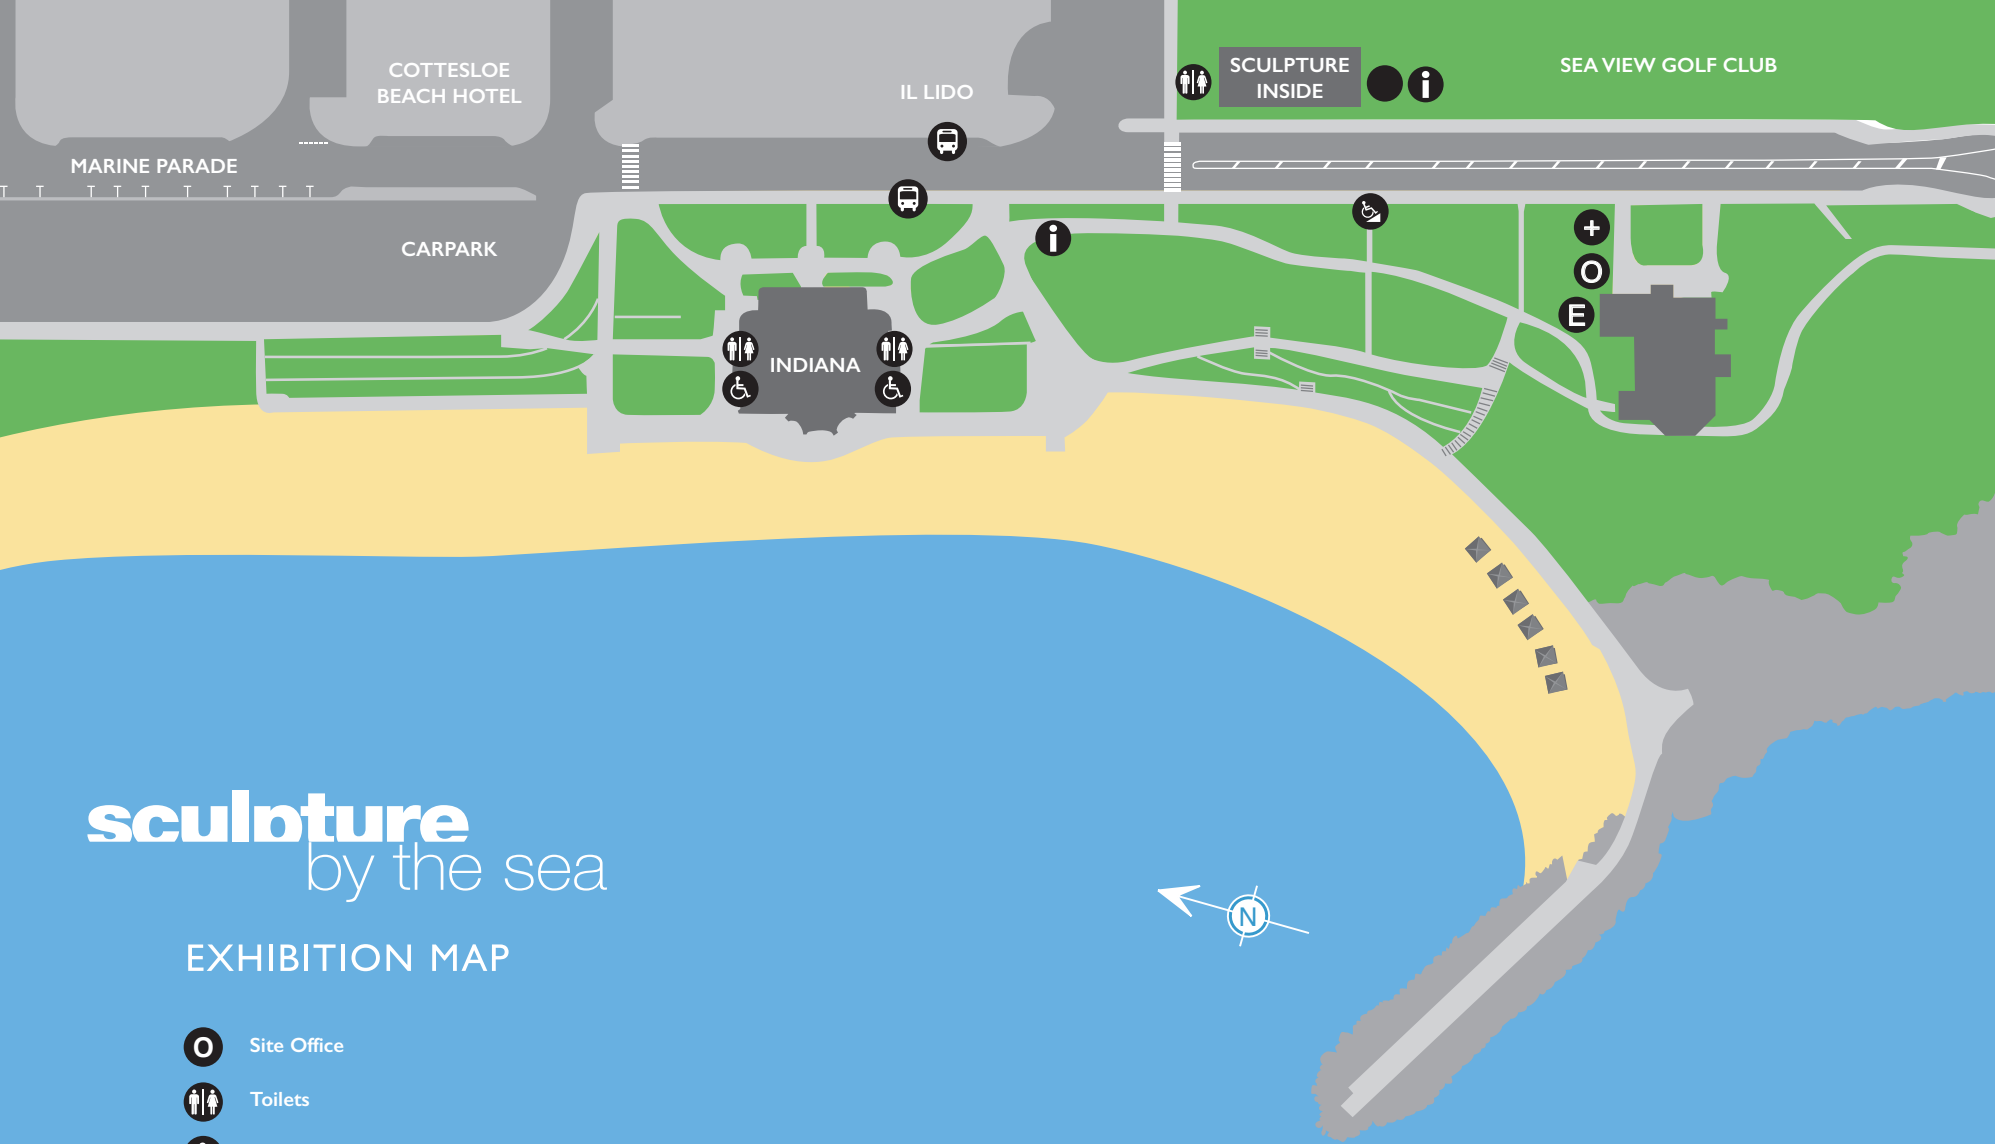 COTTESLOE
BEACH HOTEL
IL LIDO
SCULPTURE
INSIDE
i
SEA VIEW GOLF CLUB
MARINE PARADE
CARPARK
i
+
O
E
INDIANA
sculpture
by the sea
N
EXHIBITION MAP
O Site Office
Toilets